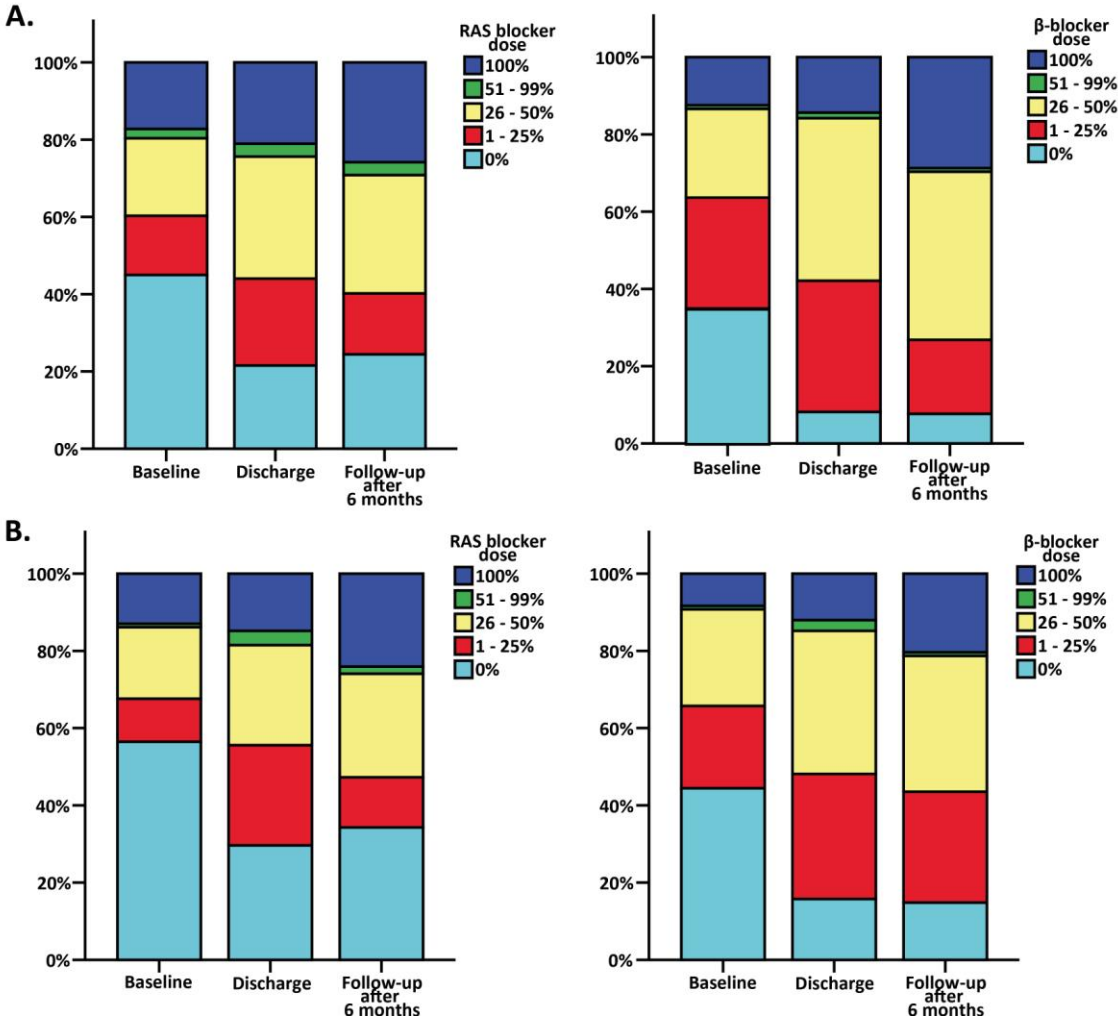 A.
RAS blocker
dose
100%
51 - 99%
26 - 50%
1 - 25%
0%
100%
80%
60%
40%
20%
0%
Baseline
Discharge
Follow-up
after
6 months
β-blocker
dose
100%
51 - 99%
26 - 50%
1 - 25%
0%
100%
80%
60%
40%
20%
0%
Baseline
Discharge
Follow-up
after
6 months
B.
RAS blocker
dose
100%
51 - 99%
26 - 50%
1 - 25%
0%
100%
80%
60%
40%
20%
0%
Baseline
Discharge
Follow-up
after
6 months
β-blocker
dose
100%
51 - 99%
26 - 50%
1 - 25%
0%
100%
80%
60%
40%
20%
0%
Baseline
Discharge
Follow-up
after
6 months